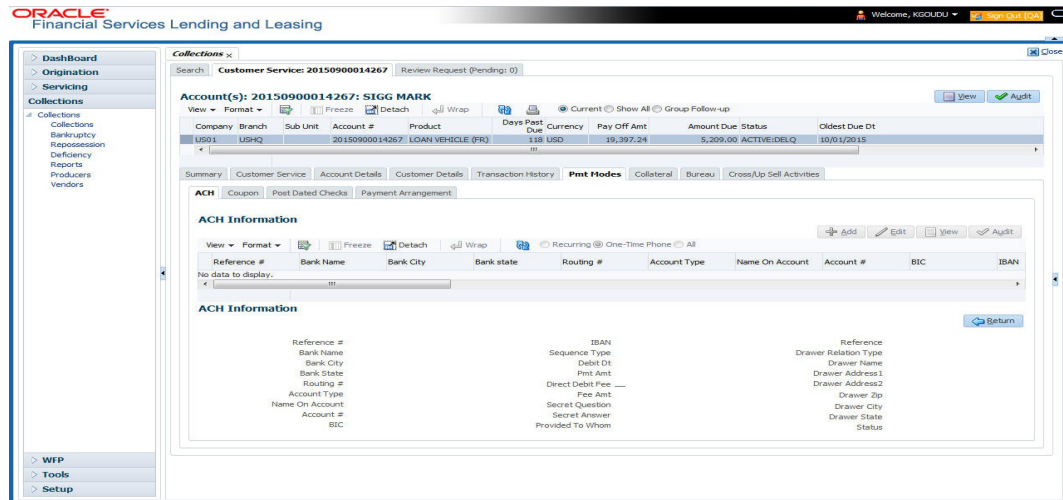 ORACLE
Financial Services Lending and Leasing
Welcome, KGOUDU
Sign Out [QA]
Close
DashBoard
Origination
Servicing
Collections
Collections
Collections
Bankruptcy
Repossession
Deficiency
Reports
Producers
Vendors
WFP
Tools
Setup
Collections x
Search Customer Service: 20150900014267 Review Request (Pending: 0)
Account(s): 20150900014267: SIGG MARK
View Audit
View Format Freeze Detach Wrap Current Show All Group Follow-up
Company Branch Sub Unit Account # Product Days Past Due Currency Pay Off Amt Amount Due Status Oldest Due Dt
US01 USHQ 20150900014267 LOAN VEHICLE (FR) 118 USD 19,397.24 5,209.00 ACTIVE:DELQ 10/01/2015
Summary Customer Service Account Details Customer Details Transaction History Pmt Modes Collateral Bureau Cross/Up Sell Activities
ACH Coupon Post Dated Checks Payment Arrangement
ACH Information
Add Edit View Audit
View Format Freeze Detach Wrap Recurring One-Time Phone All
Reference # Bank Name Bank City Bank state Routing # Account Type Name On Account Account # BIC IBAN
No data to display.
ACH Information
Return
Reference # IBAN Reference
Bank Name Sequence Type Drawer Relation Type
Bank City Debit Dt Drawer Name
Bank State Pmt Amt Drawer Address1
Routing # Direct Debit Fee Drawer Address2
Account Type Fee Amt Drawer Zip
Name On Account Secret Question Drawer City
Account # Secret Answer Drawer State
BIC Provided To Whom Status